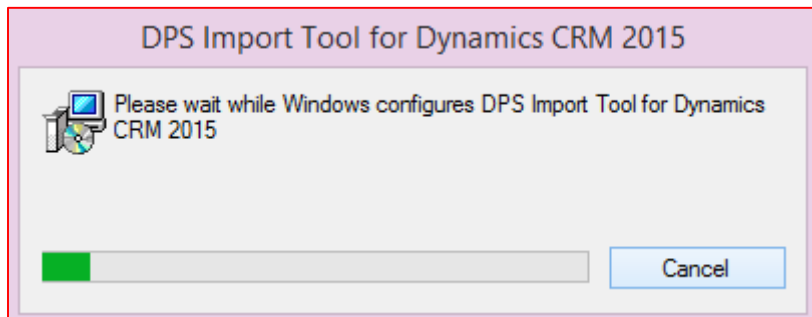 DPS Import Tool for Dynamics CRM 2015
Please wait while Windows configures DPS Import Tool for Dynamics
CRM 2015
Cancel